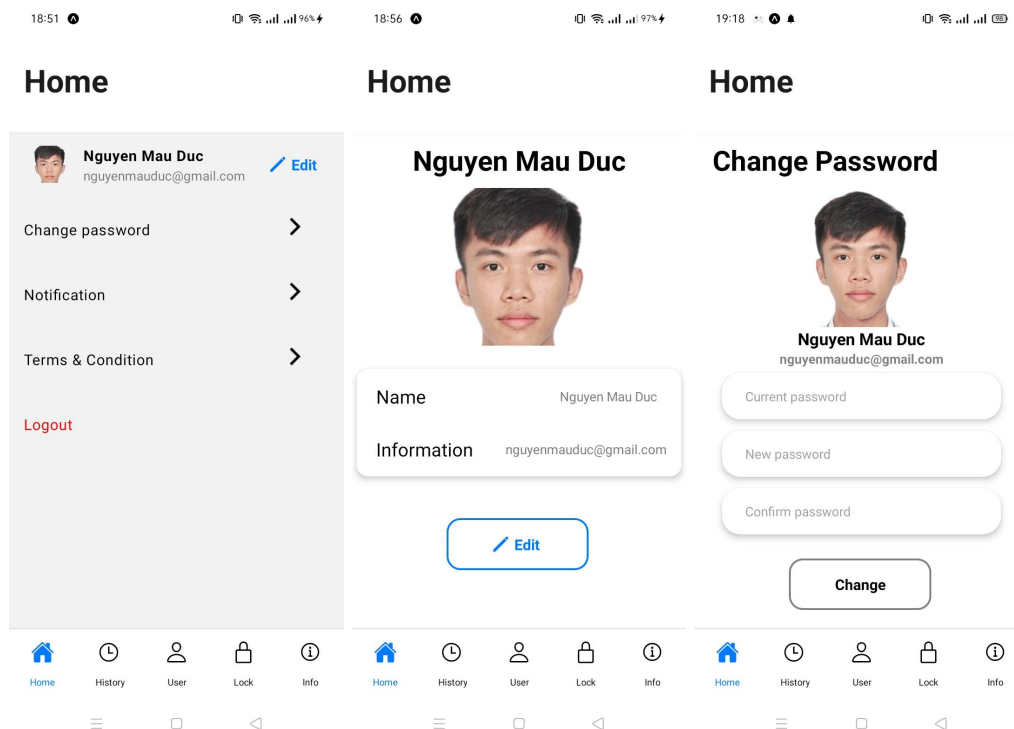 18:51
96%
Home
Nguyen Mau Duc
nguyenmauduc@gmail.com
Edit
Change password
Notification
Terms & Condition
Logout
Home
History
User
Lock
Info
18:56
97%
Home
Nguyen Mau Duc
Name
Nguyen Mau Duc
Information
nguyenmauduc@gmail.com
Edit
Home
History
User
Lock
Info
19:18
98
Home
Change Password
Nguyen Mau Duc
nguyenmauduc@gmail.com
Current password
New password
Confirm password
Change
Home
History
User
Lock
Info